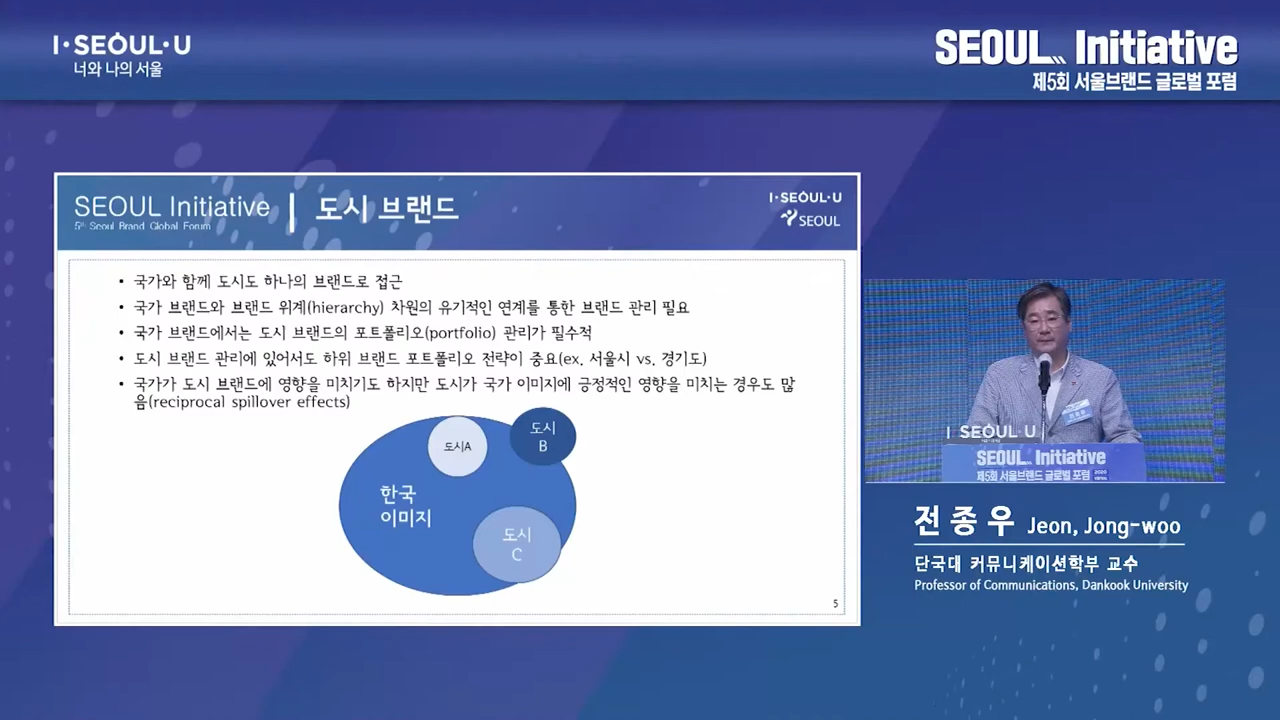 I·SEOUL·U
너와 나의 서울
SEOUL Initiative
제5회 서울브랜드 글로벌 포럼
SEOUL Initiative | 도시 브랜드
5th Seoul Brand Global Forum
I·SEOUL·U
SEOUL
• 국가와 함께 도시도 하나의 브랜드로 접근
• 국가 브랜드와 브랜드 위계(hierarchy) 차원의 유기적인 연계를 통한 브랜드 관리 필요
• 국가 브랜드에서는 도시 브랜드의 포트폴리오(portfolio) 관리가 필수적
• 도시 브랜드 관리에 있어서도 하위 브랜드 포트폴리오 전략이 중요(ex. 서울시 vs. 경기도)
• 국가가 도시 브랜드에 영향을 미치기도 하지만 도시가 국가 이미지에 긍정적인 영향을 미치는 경우도 많
음(reciprocal spillover effects)
도시A
도시
B
한국
이미지
도시
C
5
I SEOUL·U
SEOUL Initiative
제5회 서울브랜드 글로벌 포럼 2020
전종우 Jeon, Jong-woo
단국대 커뮤니케이션학부 교수
Professor of Communications, Dankook University